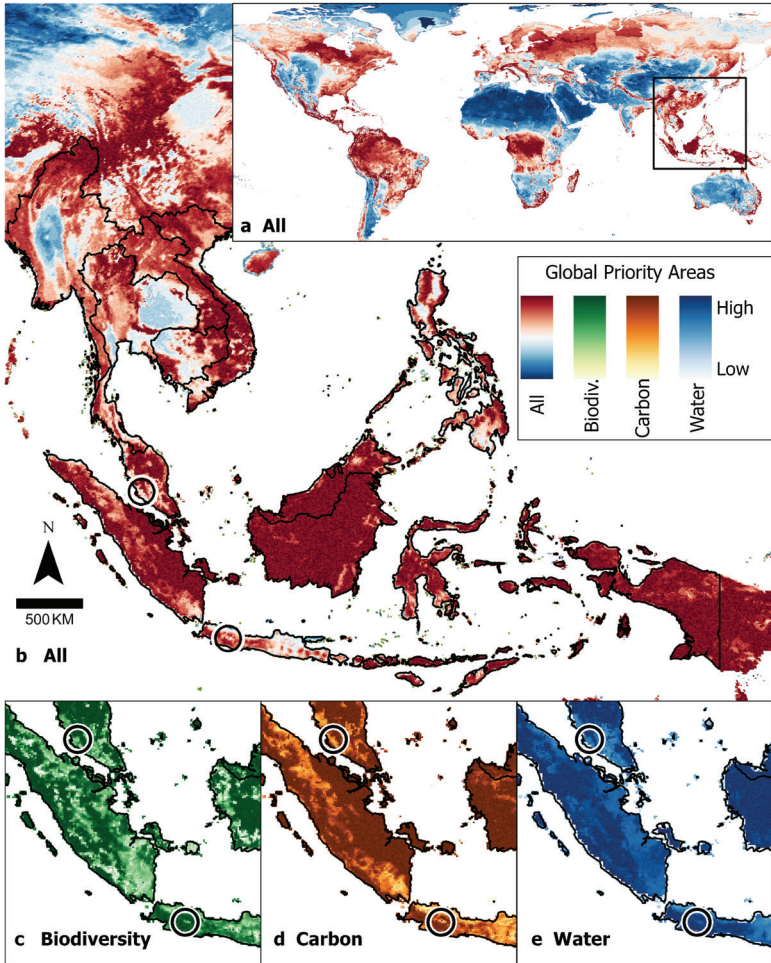 a All
Global Priority Areas
High
Low
All
Biodiv.
Carbon
Water
N
500 KM
b All
c Biodiversity
d Carbon
e Water